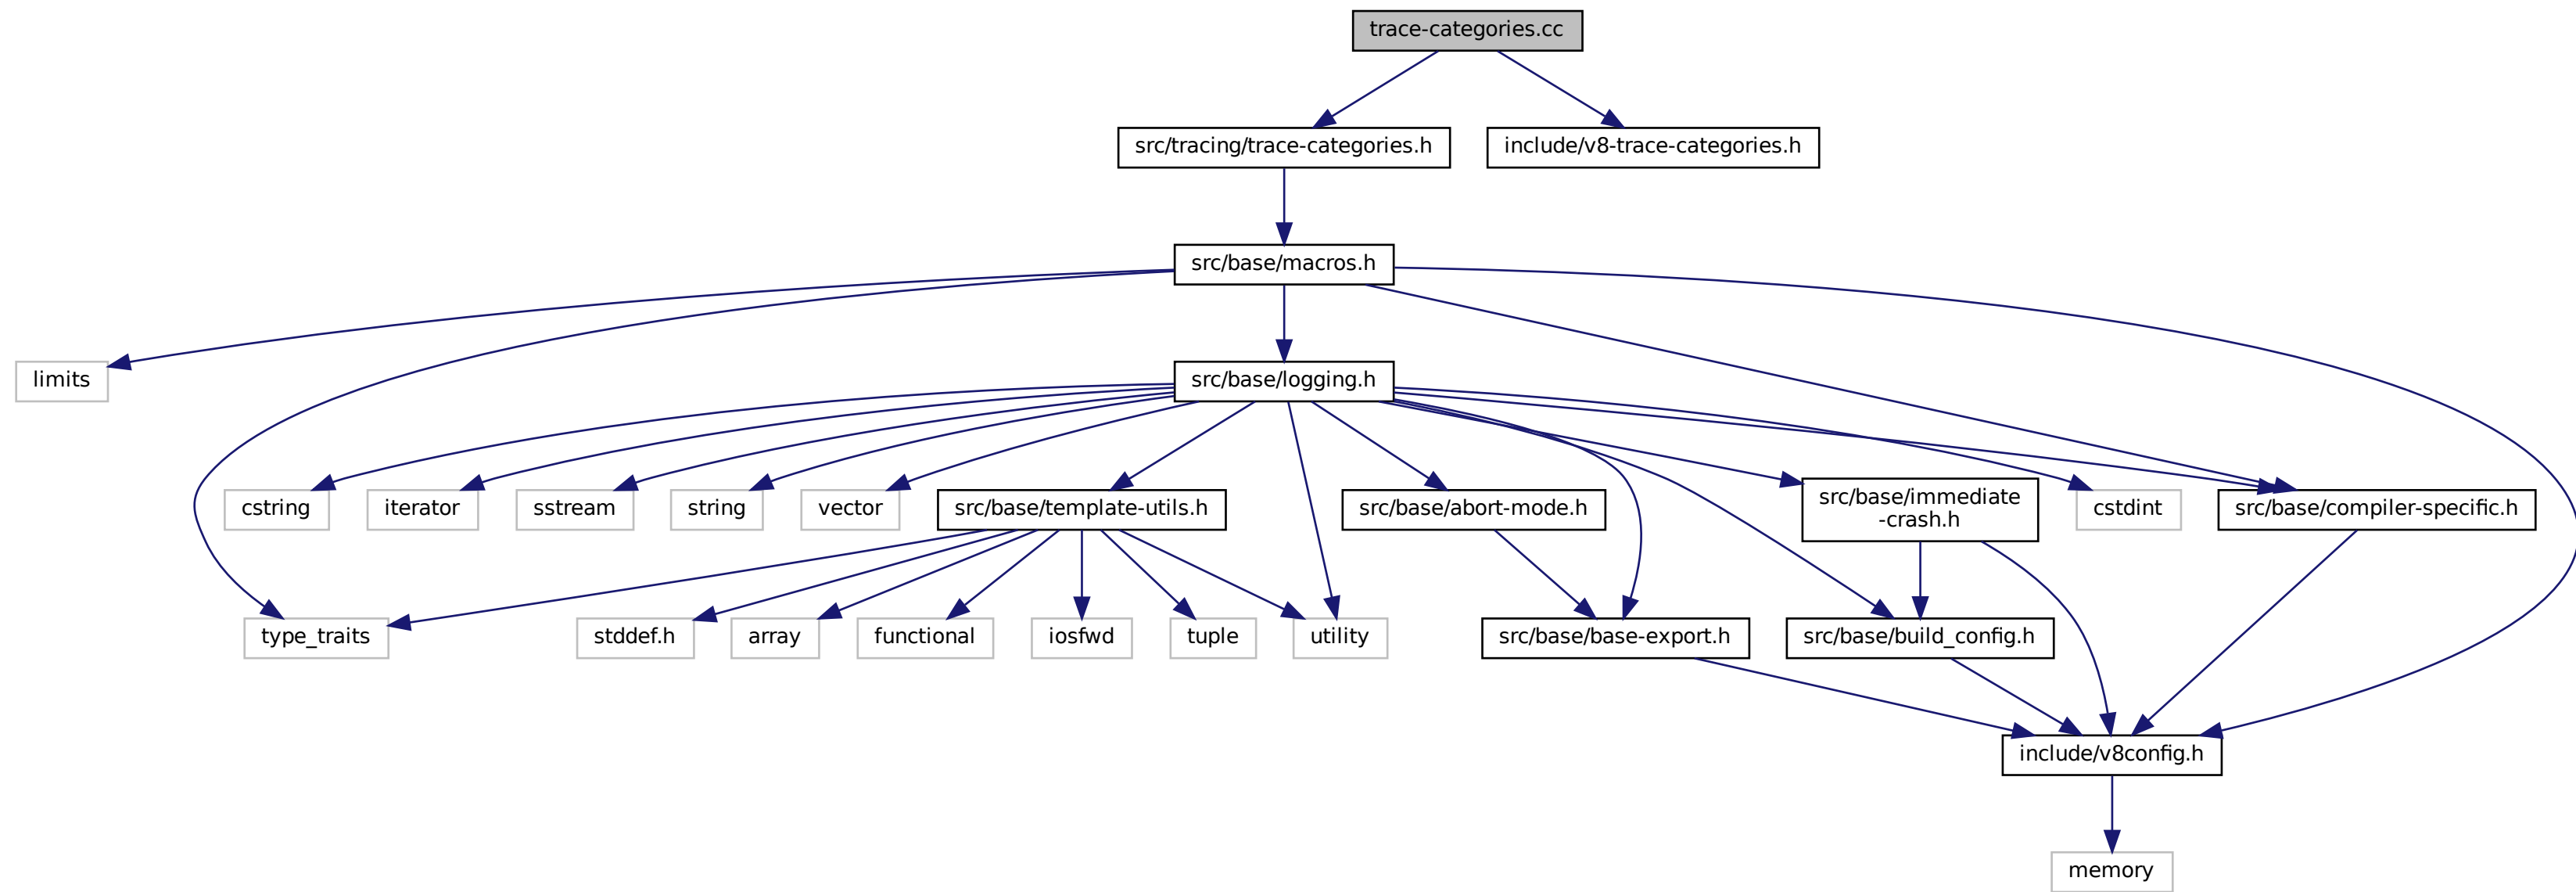 trace-categories.cc
src/tracing/trace-categories.h
include/v8-trace-categories.h
src/base/macros.h
limits
src/base/logging.h
cstring
iterator
sstream
string
vector
src/base/template-utils.h
src/base/abort-mode.h
src/base/immediate
-crash.h
cstdint
src/base/compiler-specific.h
type_traits
stddef.h
array
functional
iosfwd
tuple
utility
src/base/base-export.h
src/base/build_config.h
include/v8config.h
memory